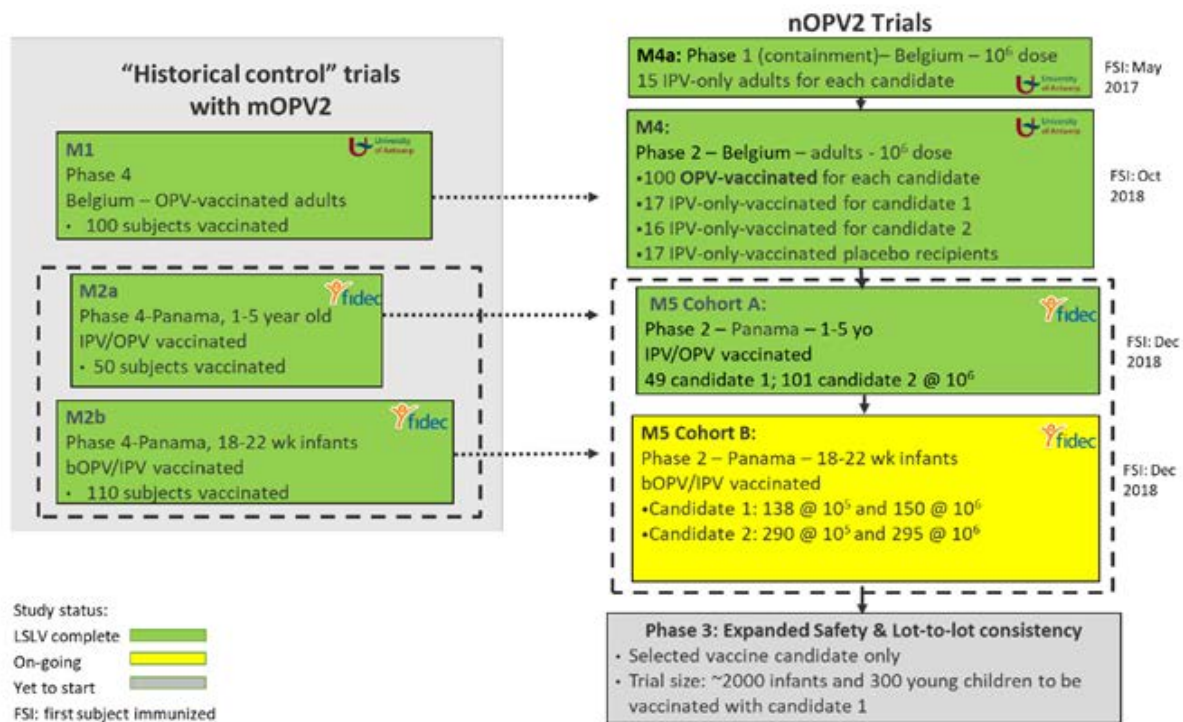 nOPV2 Trials
"Historical control" trials
with mOPV2
M1
University
of Antwerp
Phase 4
Belgium – OPV-vaccinated adults
• 100 subjects vaccinated
M2a
fidec
Phase 4-Panama, 1-5 year old
IPV/OPV vaccinated
• 50 subjects vaccinated
M2b
fidec
Phase 4-Panama, 18-22 wk infants
bOPV/IPV vaccinated
• 110 subjects vaccinated
M4a: Phase 1 (containment)– Belgium – 10⁶ dose
15 IPV-only adults for each candidate
University
of Antwerp
FSI: May
2017
M4:
University
of Antwerp
Phase 2 – Belgium – adults - 10⁶ dose
•100 OPV-vaccinated for each candidate
•17 IPV-only-vaccinated for candidate 1
•16 IPV-only-vaccinated for candidate 2
•17 IPV-only-vaccinated placebo recipients
FSI: Oct
2018
M5 Cohort A:
fidec
Phase 2 – Panama – 1-5 yo
IPV/OPV vaccinated
49 candidate 1; 101 candidate 2 @ 10⁶
FSI: Dec
2018
M5 Cohort B:
fidec
Phase 2 – Panama – 18-22 wk infants
bOPV/IPV vaccinated
•Candidate 1: 138 @ 10⁵ and 150 @ 10⁶
•Candidate 2: 290 @ 10⁵ and 295 @ 10⁶
FSI: Dec
2018
Phase 3: Expanded Safety & Lot-to-lot consistency
• Selected vaccine candidate only
• Trial size: ~2000 infants and 300 young children to be
vaccinated with candidate 1
Study status:
LSLV complete
On-going
Yet to start
FSI: first subject immunized